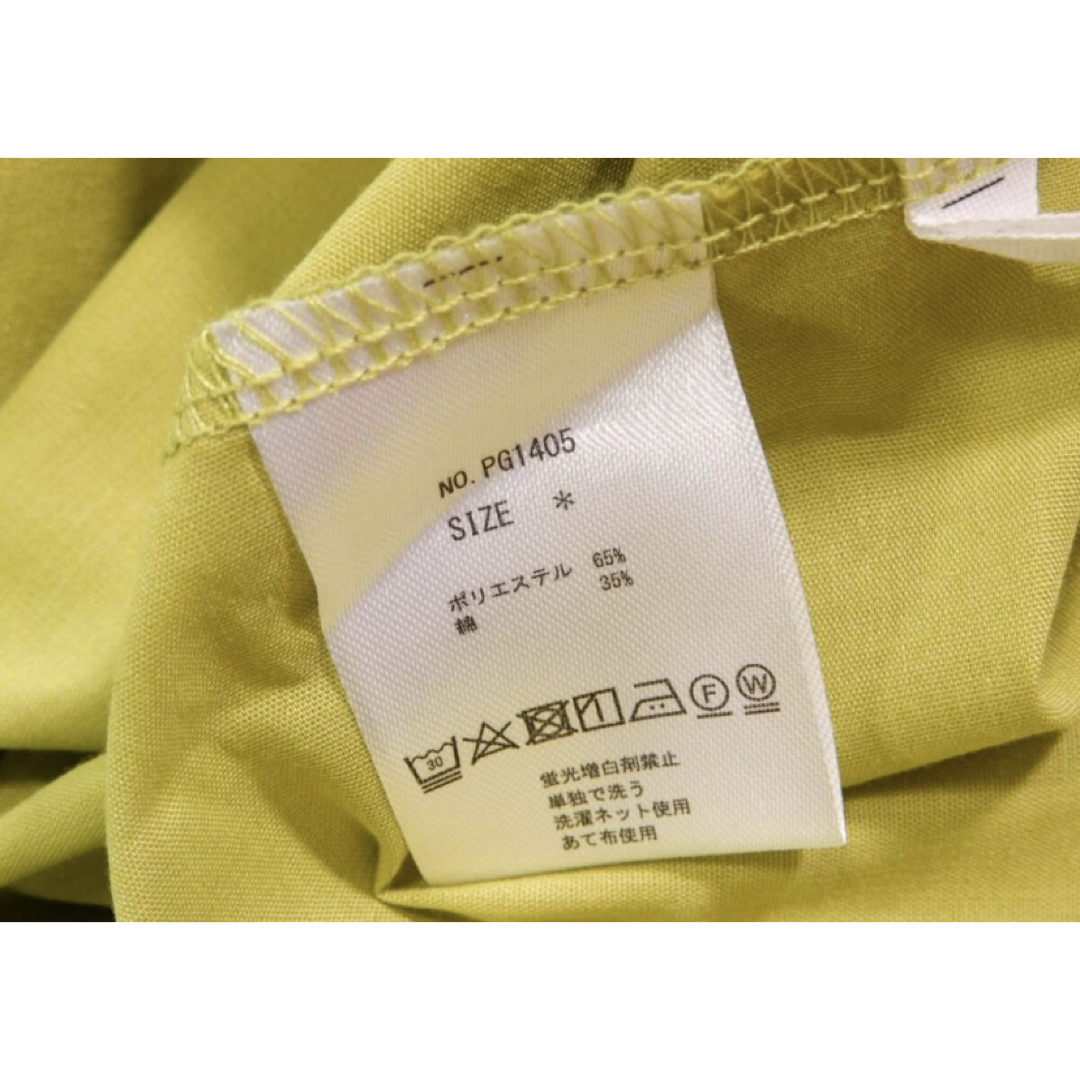 NO. PG1405
SIZE *
ポリエステル 65%
綿 35%
30 F W
蛍光増白剤禁止
単独で洗う
洗濯ネット使用
あて布使用